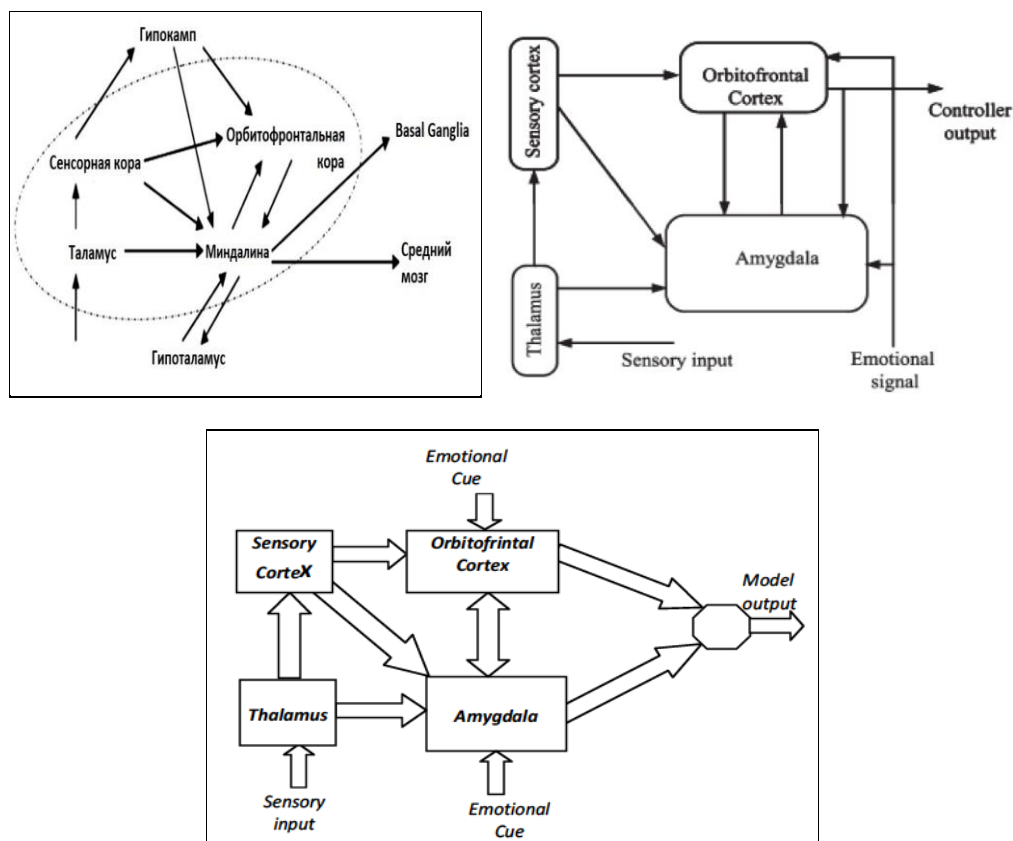 Гипокамп
Орбитофронтальная
кора
Basal Ganglia
Сенсорная кора
Таламус
Миндалина
Средний
мозг
Гипоталамус
Sensory cortex
Orbitofrontal
Cortex
Controller
output
Amygdala
Thalamus
Sensory input
Emotional
signal
Emotional
Cue
Sensory
CorteX
Orbitofrintal
Cortex
Model
output
Thalamus
Amygdala
Sensory
input
Emotional
Cue